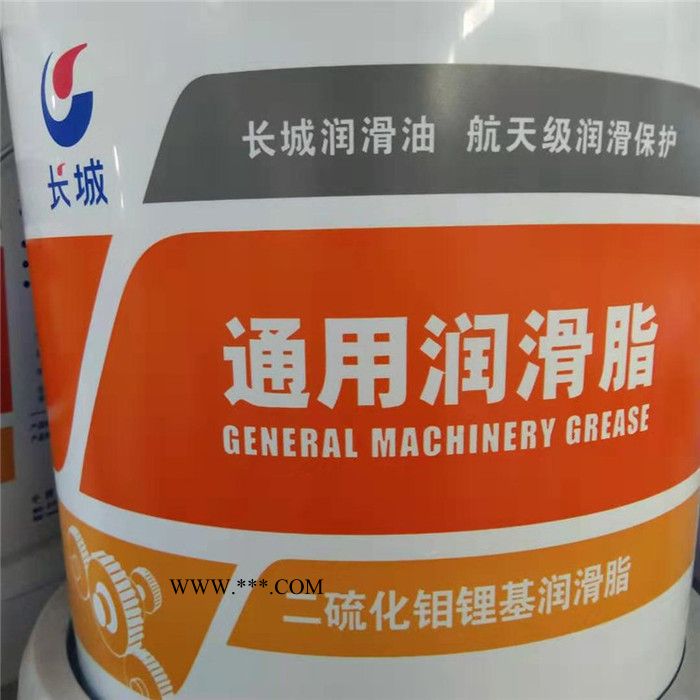 长城
长城润滑油 航天级润滑保护
通用润滑脂
GENERAL MACHINERY GREASE
WWW.***.COM
二硫化钼锂基润滑脂